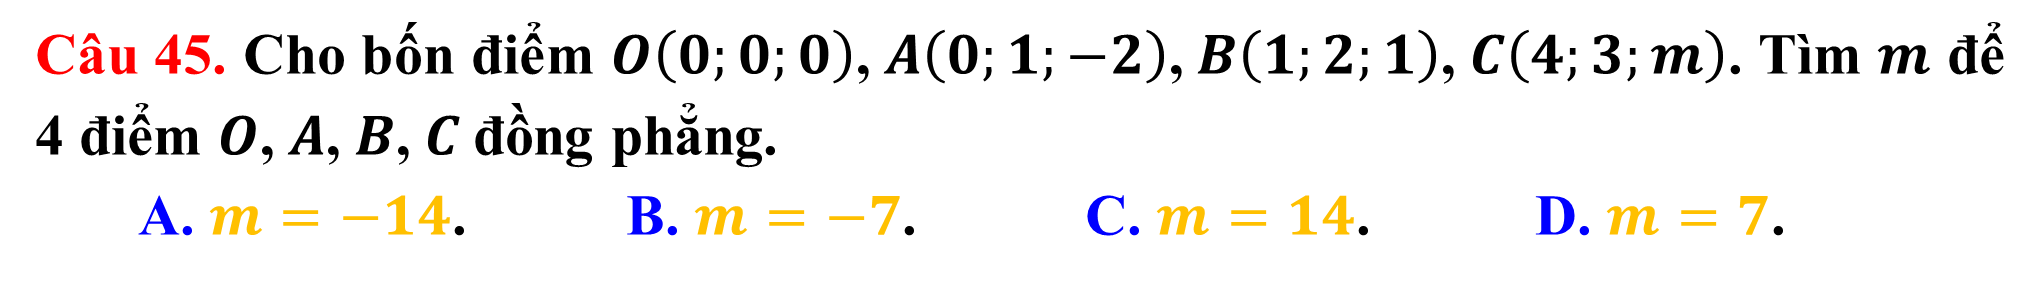 Câu 45. Cho bốn điểm O(0; 0; 0), A(0; 1; −2), B(1; 2; 1), C(4; 3; m). Tìm m để
4 điểm O, A, B, C đồng phẳng.
A. m = −14. B. m = −7. C. m = 14. D. m = 7.